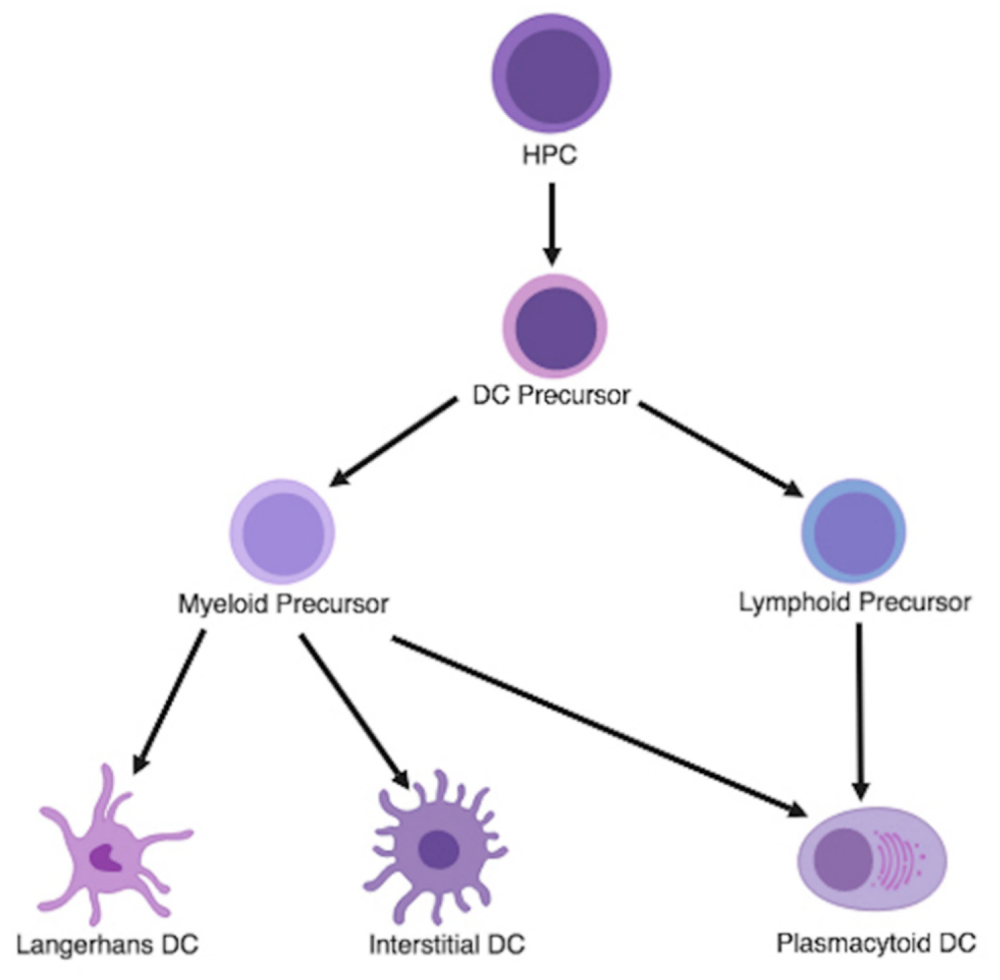 HPC
DC Precursor
Myeloid Precursor
Lymphoid Precursor
Langerhans DC
Interstitial DC
Plasmacytoid DC